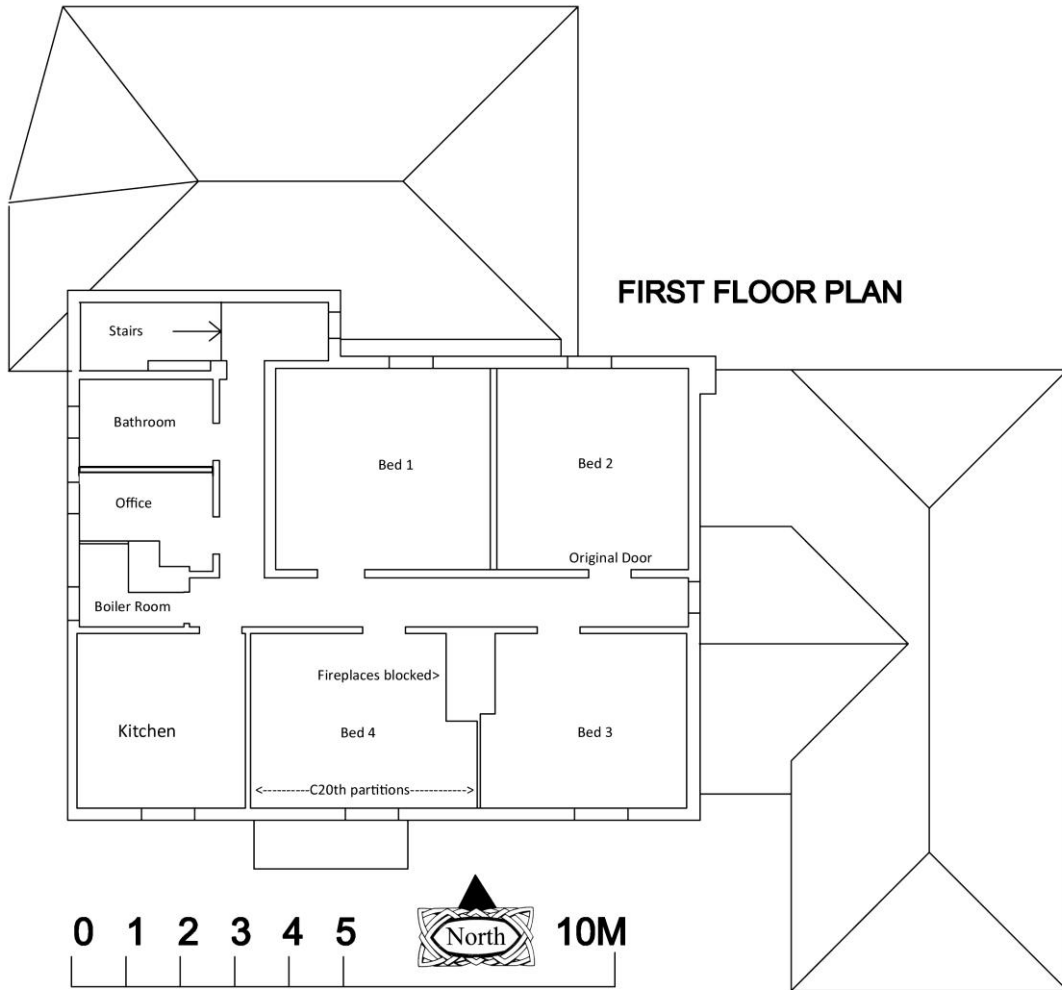 FIRST FLOOR PLAN
Stairs
Bathroom
Bed 1
Bed 2
Office
Original Door
Boiler Room
Fireplaces blocked>
Kitchen
Bed 4
Bed 3
<----------C20th partitions------------>
0 1 2 3 4 5 10M
North